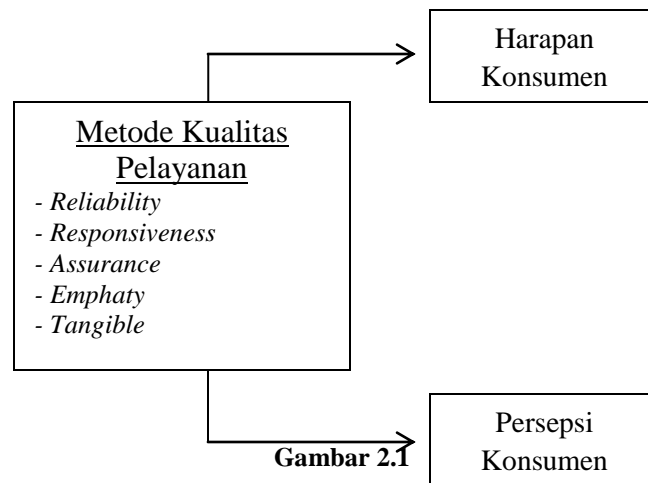 Harapan
Konsumen
Metode Kualitas
Pelayanan
- Reliability
- Responsiveness
- Assurance
- Emphaty
- Tangible
Persepsi
Konsumen
Gambar 2.1